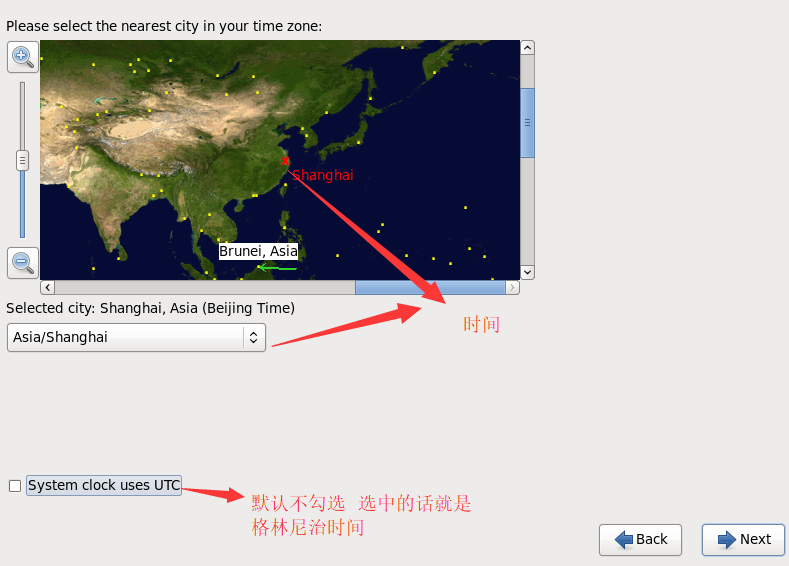 Please select the nearest city in your time zone:
Shanghai
Brunei, Asia
Selected city: Shanghai, Asia (Beijing Time)
时间
Asia/Shanghai
System clock uses UTC
默认不勾选 选中的话就是
格林尼治时间
Back
Next